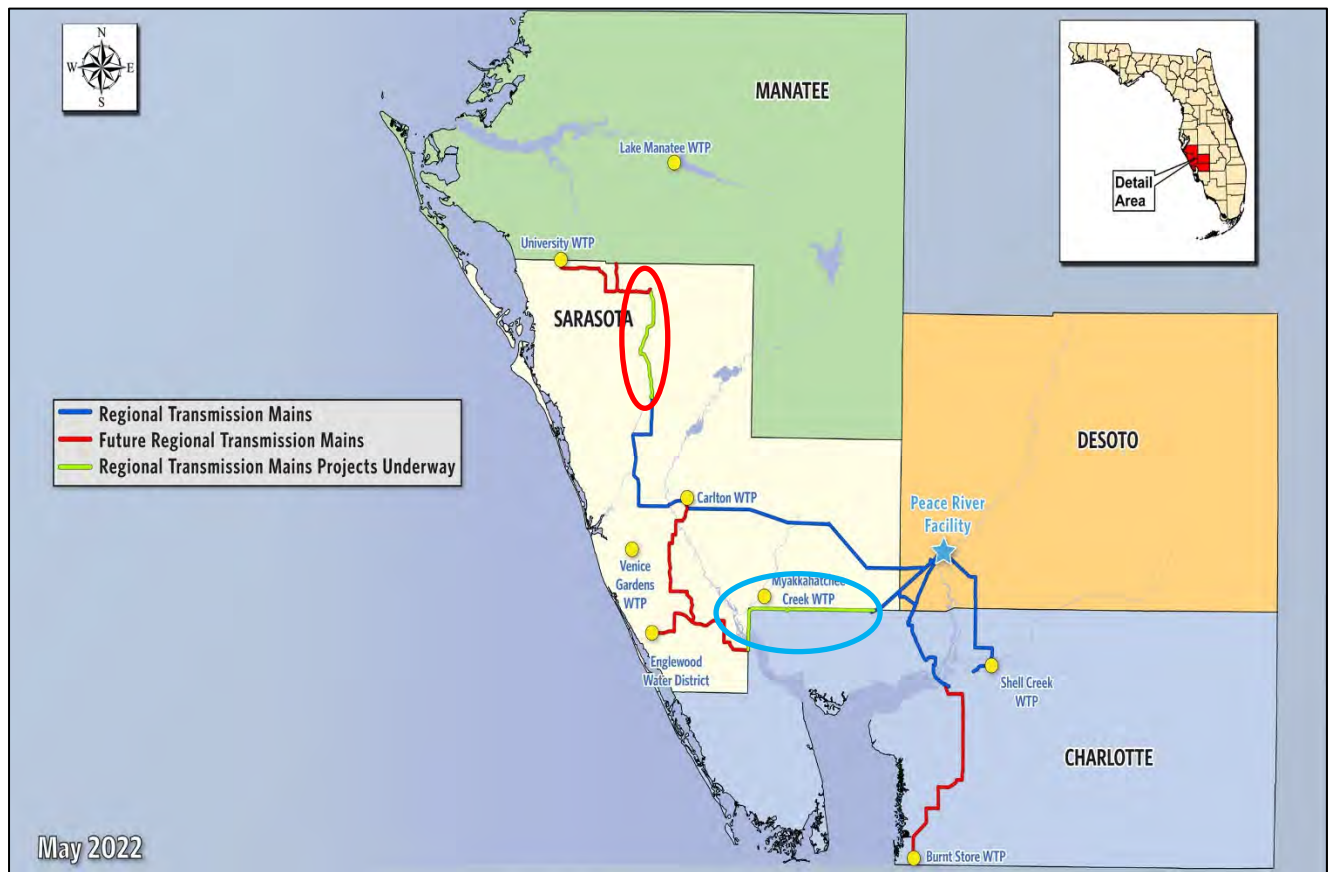 N
W E
S
MANATEE
Lake Manatee WTP
Detail
Area
University WTP
SARASOTA
Regional Transmission Mains
Future Regional Transmission Mains
Regional Transmission Mains Projects Underway
DESOTO
Carlton WTP
Peace River
Facility
Venice
Gardens
WTP
Myakkahatchee
Creek WTP
Englewood
Water District
Shell Creek
WTP
CHARLOTTE
May 2022
Burnt Store WTP